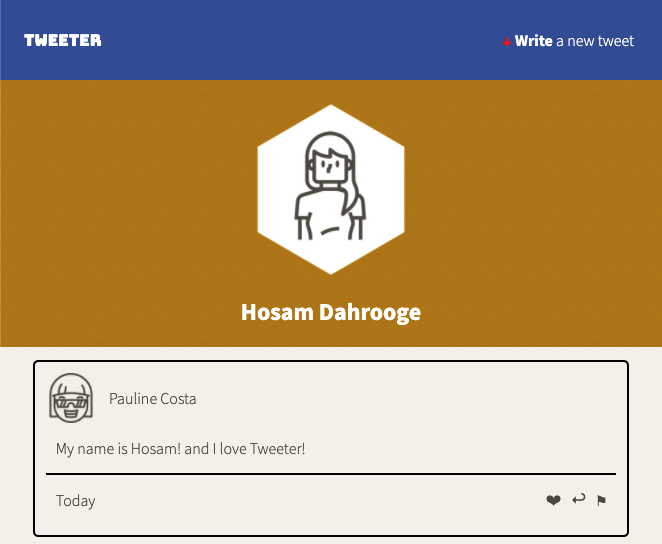 TWEETER
Write a new tweet
Hosam Dahrooge
Pauline Costa
My name is Hosam! and I love Tweeter!
Today